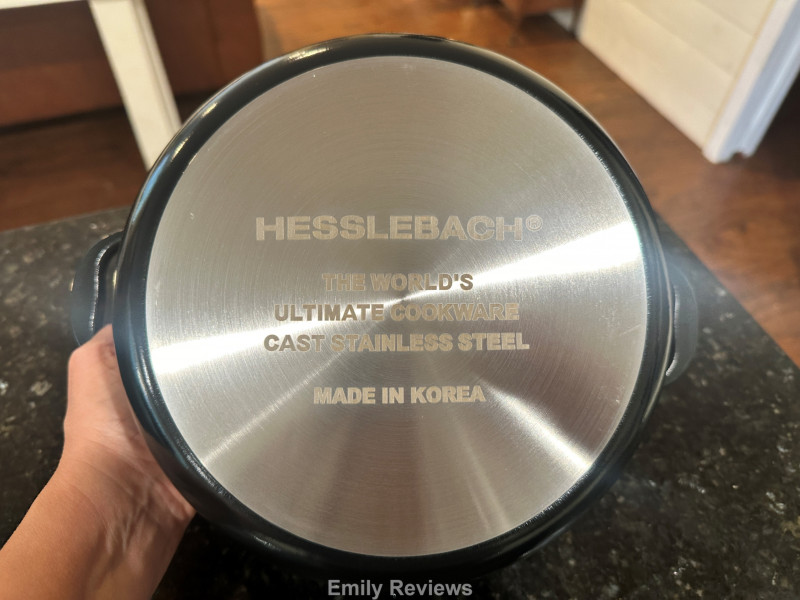 HESSLEBACH®
THE WORLD'S
ULTIMATE COOKWARE
CAST STAINLESS STEEL
MADE IN KOREA
Emily Reviews